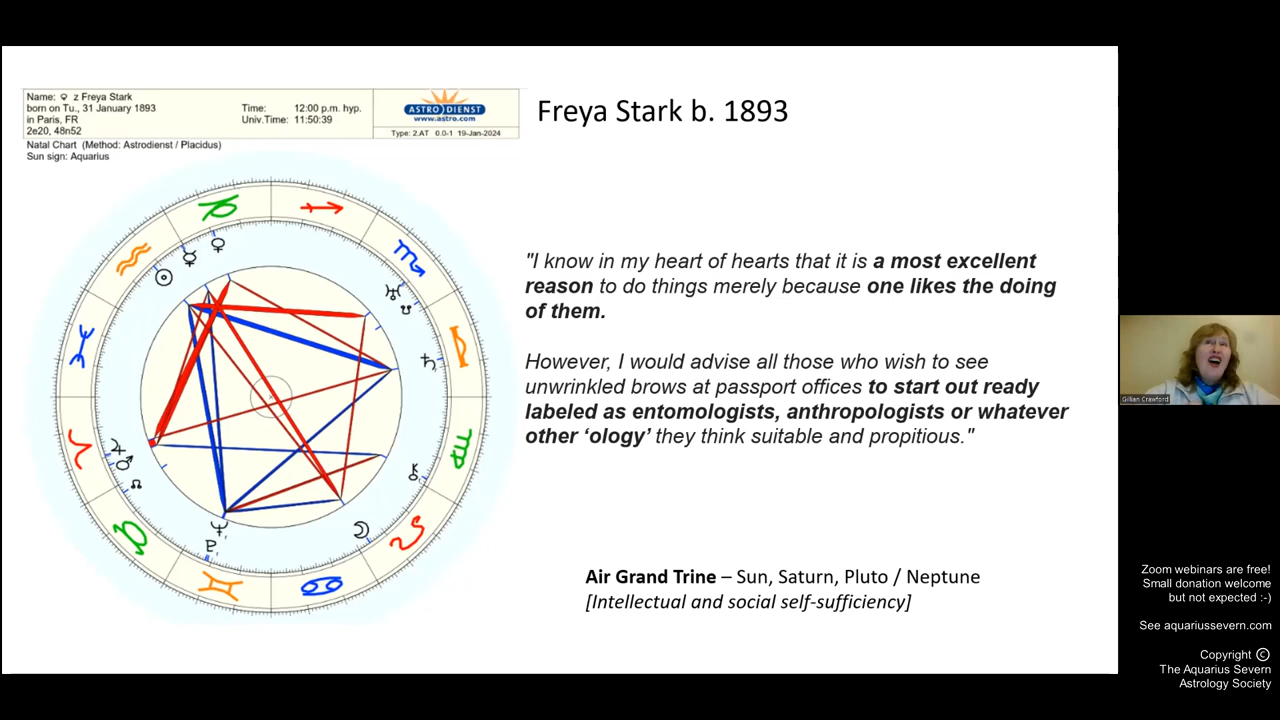 Name: ♀ z Freya Stark
born on Tu., 31 January 1893
in Paris, FR
2e20, 48n52
Time: 12:00 p.m. hyp.
Univ.Time: 11:50:39
ASTRO DIENST
www.astro.com
Type: 2.AT 0.0-1 19-Jan-2024
Natal Chart (Method: Astrodienst / Placidus)
Sun sign: Aquarius
Freya Stark b. 1893
"I know in my heart of hearts that it is a most excellent
reason to do things merely because one likes the doing
of them.
However, I would advise all those who wish to see
unwrinkled brows at passport offices to start out ready
labeled as entomologists, anthropologists or whatever
other ‘ology’ they think suitable and propitious."
Air Grand Trine – Sun, Saturn, Pluto / Neptune
[Intellectual and social self-sufficiency]
Gillian Crawford
Zoom webinars are free!
Small donation welcome
but not expected :-)
See aquariussevern.com
Copyright ©
The Aquarius Severn
Astrology Society